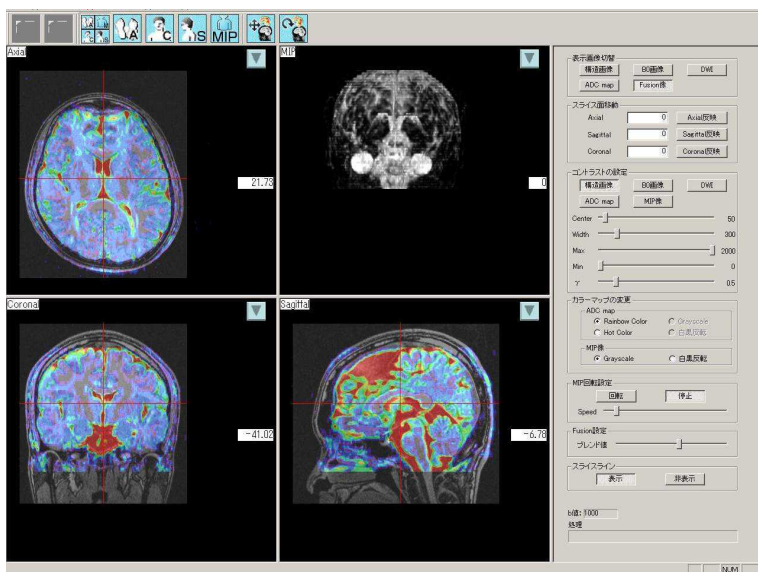 A
C
S
MIP
Axial
21.73
MIP
0
Coronal
-41.02
Sagittal
-6.78
表示画像切替
構造画像 B0画像 DWI
ADC map Fusion像
スライス面移動
Axial 0 Axial反映
Sagittal 0 Sagittal反映
Coronal 0 Coronal反映
コントラストの設定
構造画像 B0画像 DWI
ADC map MIP像
Center 50
Width 300
Max 2000
Min 0
γ 0.5
カラーマップの変更
ADC map
Rainbow Color Grayscale
Hot Color 白黒反転
MIP像
Grayscale 白黒反転
MIP回転設定
回転 停止
Speed
Fusion設定
ブレンド値
スライスライン
表示 非表示
b値: 1000
処理
NUM